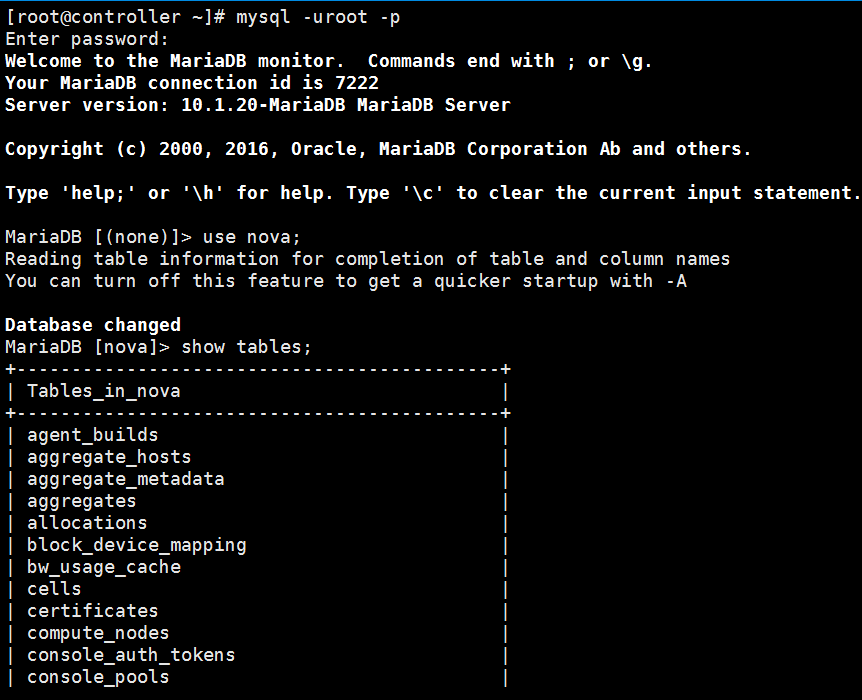 [root@controller ~]# mysql -uroot -p
Enter password:
Welcome to the MariaDB monitor.  Commands end with ; or \g.
Your MariaDB connection id is 7222
Server version: 10.1.20-MariaDB MariaDB Server
Copyright (c) 2000, 2016, Oracle, MariaDB Corporation Ab and others.
Type 'help;' or '\h' for help. Type '\c' to clear the current input statement.
MariaDB [(none)]> use nova;
Reading table information for completion of table and column names
You can turn off this feature to get a quicker startup with -A
Database changed
MariaDB [nova]> show tables;
+--------------------------------------------+
| Tables_in_nova                             |
+--------------------------------------------+
| agent_builds                               |
| aggregate_hosts                            |
| aggregate_metadata                         |
| aggregates                                 |
| allocations                                |
| block_device_mapping                       |
| bw_usage_cache                             |
| cells                                      |
| certificates                               |
| compute_nodes                              |
| console_auth_tokens                        |
| console_pools                              |